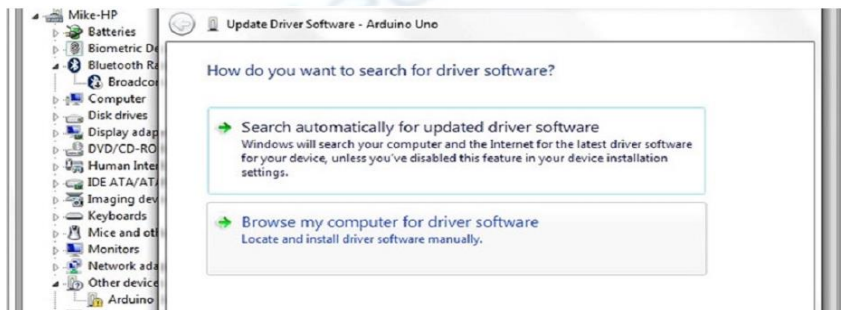 Mike-HP
Batteries
Biometric De
Bluetooth Ra
Broadcor
Computer
Disk drives
Display adap
DVD/CD-RO
Human Inter
IDE ATA/ATA
Imaging dev
Keyboards
Mice and oth
Monitors
Network ada
Other device
Arduino
Update Driver Software - Arduino Uno
How do you want to search for driver software?
Search automatically for updated driver software
Windows will search your computer and the Internet for the latest driver software
for your device, unless you've disabled this feature in your device installation
settings.
Browse my computer for driver software
Locate and install driver software manually.